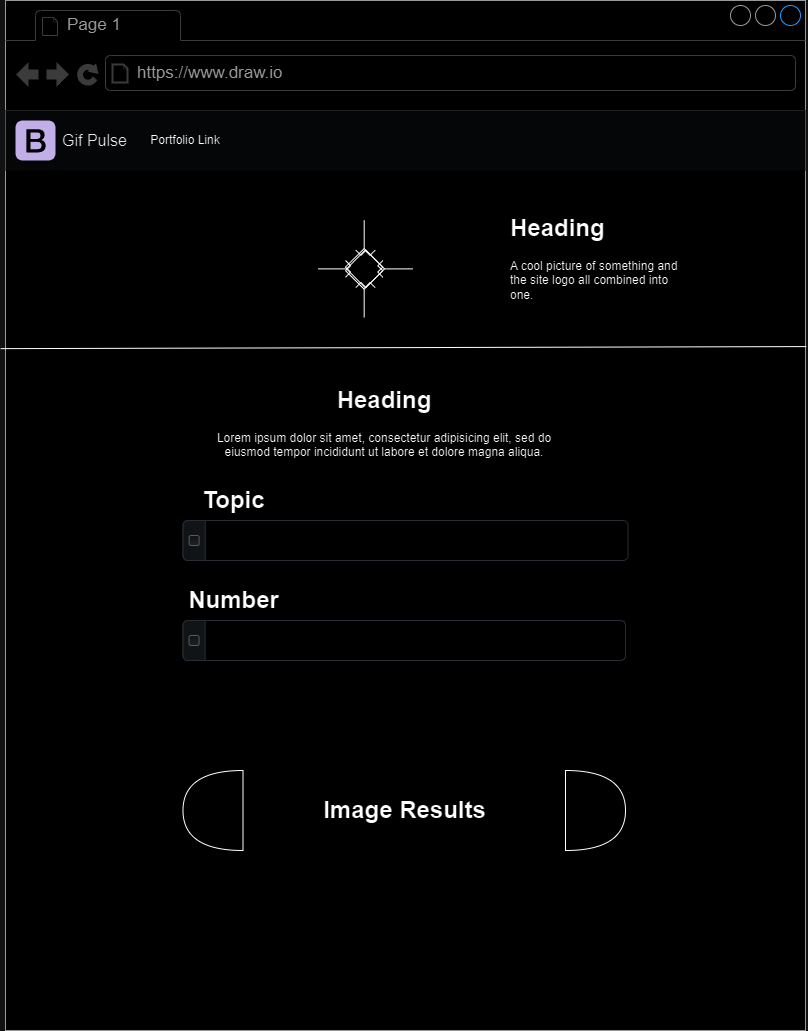 Page 1
https://www.draw.io
B Gif Pulse Portfolio Link
Heading
A cool picture of something and
the site logo all combined into
one.
Heading
Lorem ipsum dolor sit amet, consectetur adipisicing elit, sed do
eiusmod tempor incididunt ut labore et dolore magna aliqua.
Topic
Number
Image Results